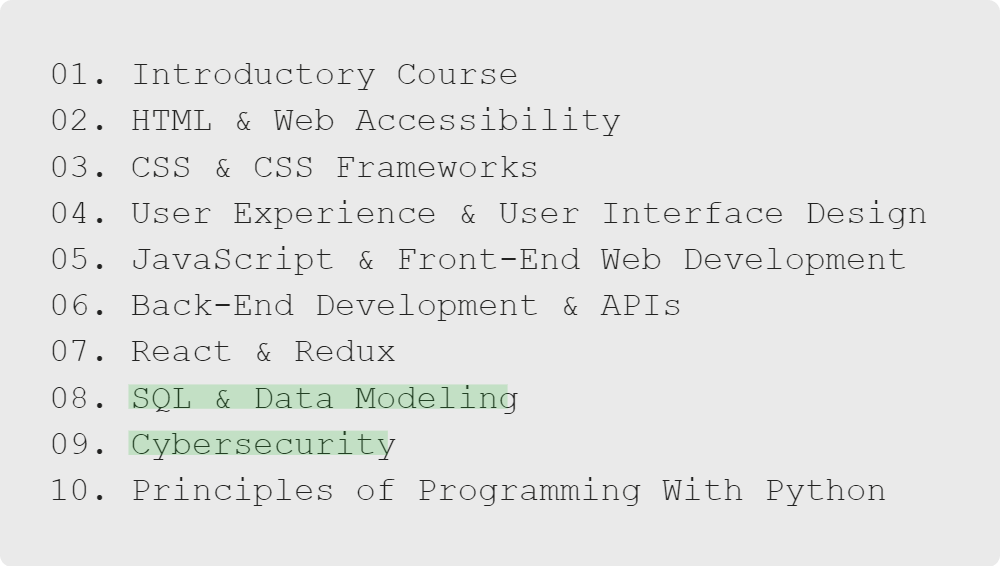 01. Introductory Course
02. HTML & Web Accessibility
03. CSS & CSS Frameworks
04. User Experience & User Interface Design
05. JavaScript & Front-End Web Development
06. Back-End Development & APIs
07. React & Redux
08. SQL & Data Modeling
09. Cybersecurity
10. Principles of Programming With Python